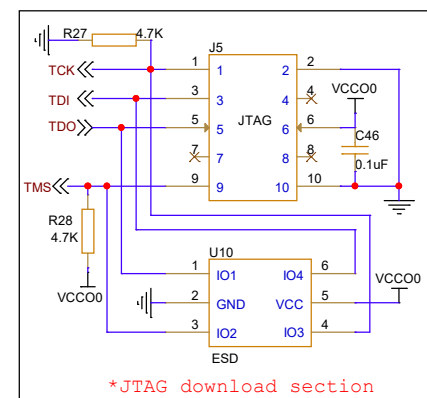 R27 4.7K
J5
TCK 1 1 2 2
VCCO0
TDI 3 3 4 4
TDO 5 5 6 6
JTAG
C46
0.1uF
7 7 8 8
TMS 9 9 10 10
R28
4.7K
VCCO0
U10
1 IO1 IO4 6
VCCO0
2 GND VCC 5
3 IO2 IO3 4
ESD
*JTAG download section